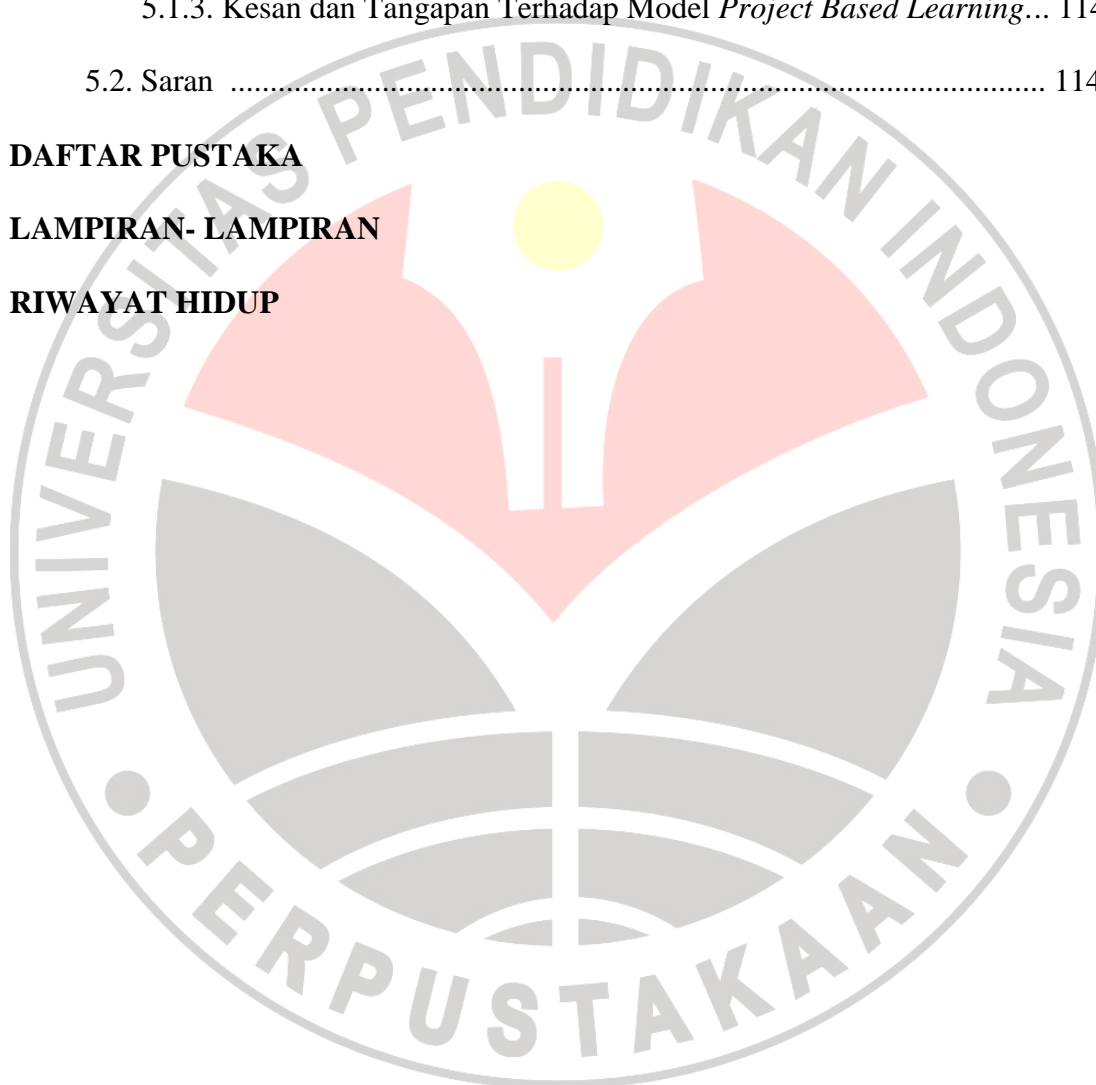 5.1.3. Kesan dan Tangapan Terhadap Model Project Based Learning... 114
5.2. Saran ...................................................................................................... 114
DAFTAR PUSTAKA
LAMPIRAN- LAMPIRAN
RIWAYAT HIDUP
UNIVERSITAS PENDIDIKAN INDONESIA
PERPUSTAKAAN